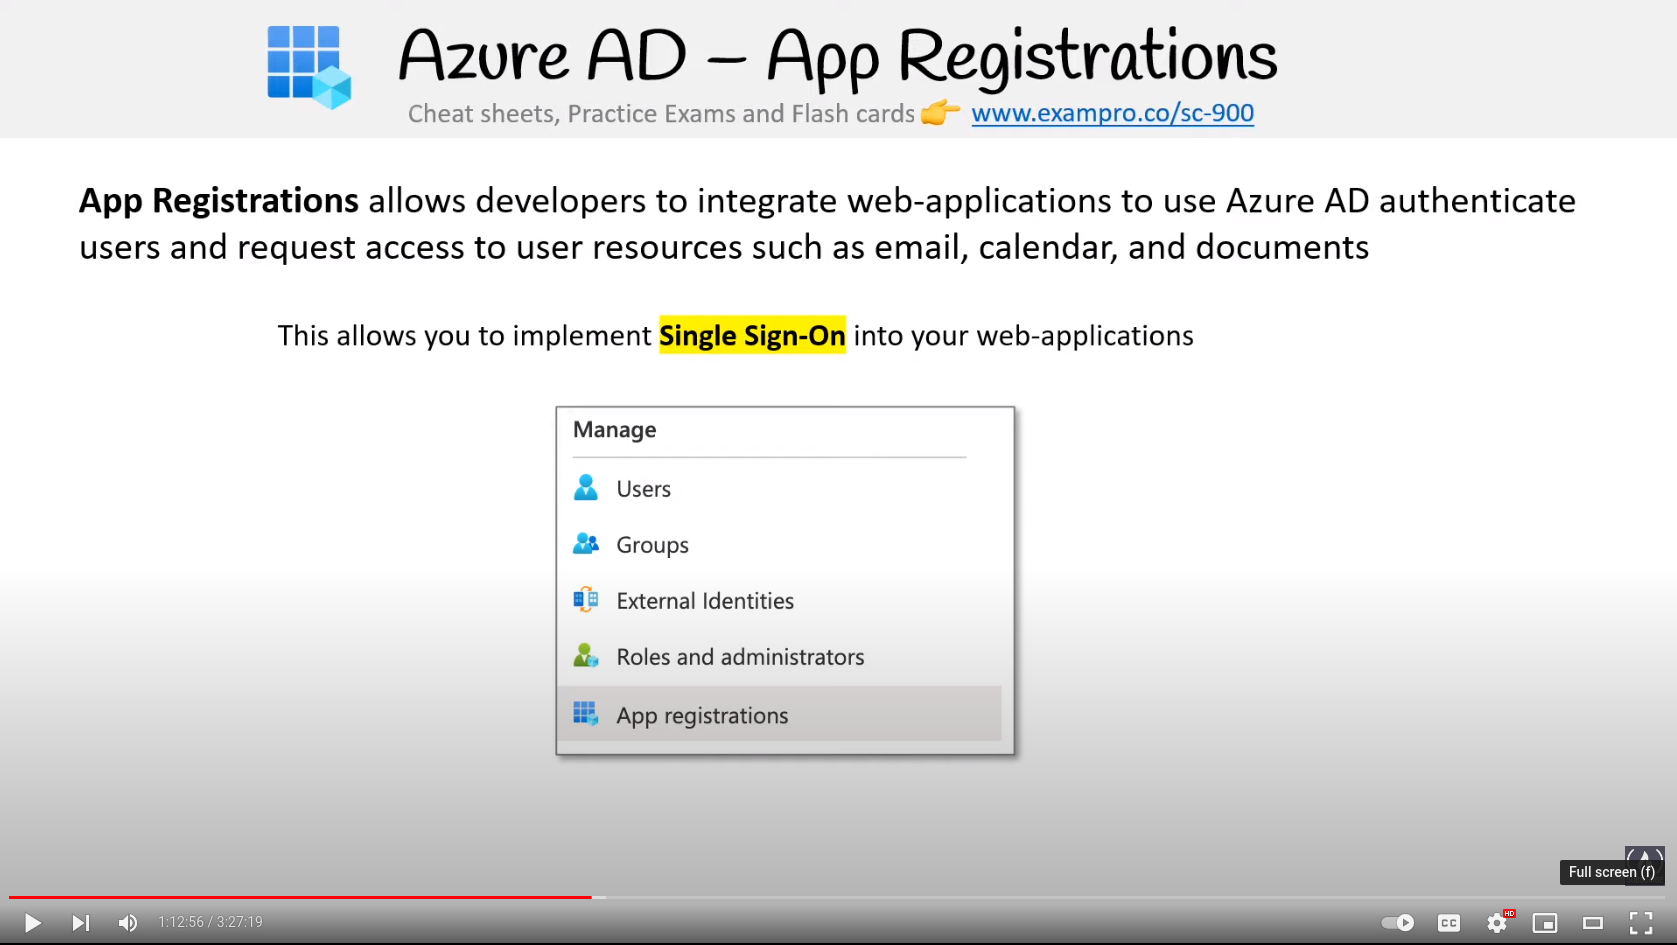 Azure AD – App Registrations
Cheat sheets, Practice Exams and Flash cards 👉 www.exampro.co/sc-900
App Registrations allows developers to integrate web-applications to use Azure AD authenticate
users and request access to user resources such as email, calendar, and documents
This allows you to implement Single Sign-On into your web-applications
Manage
Users
Groups
External Identities
Roles and administrators
App registrations
Full screen (f)
1:12:56 / 3:27:19
CC
HD